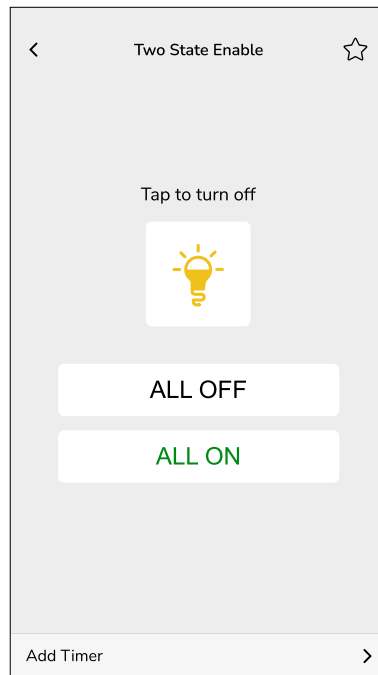 Two State Enable
Tap to turn off
ALL OFF
ALL ON
Add Timer